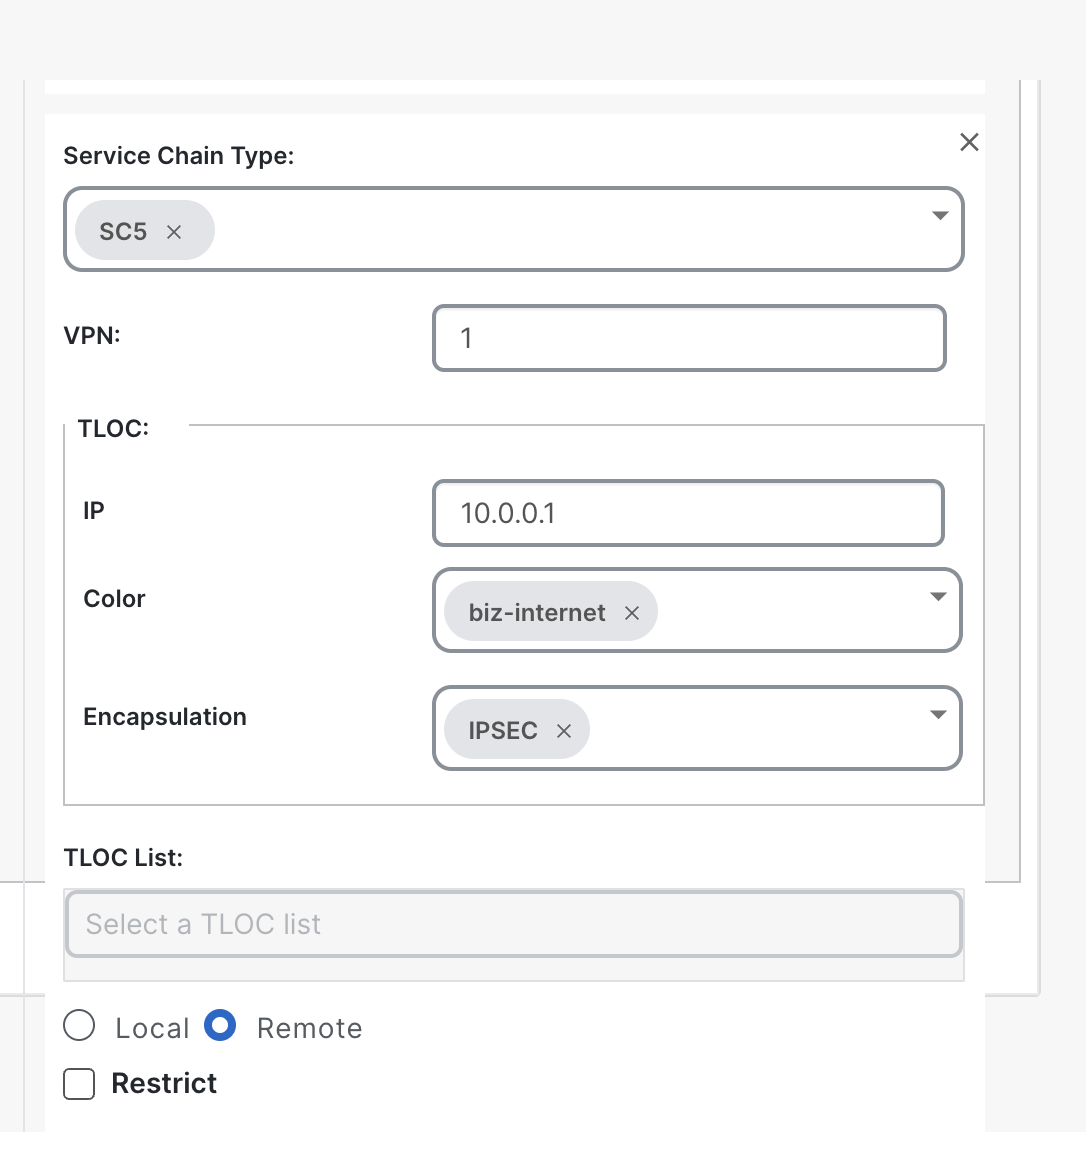 Service Chain Type:
SC5
VPN:
1
TLOC:
IP
10.0.0.1
Color
biz-internet
Encapsulation
IPSEC
TLOC List:
Select a TLOC list
Local Remote
Restrict